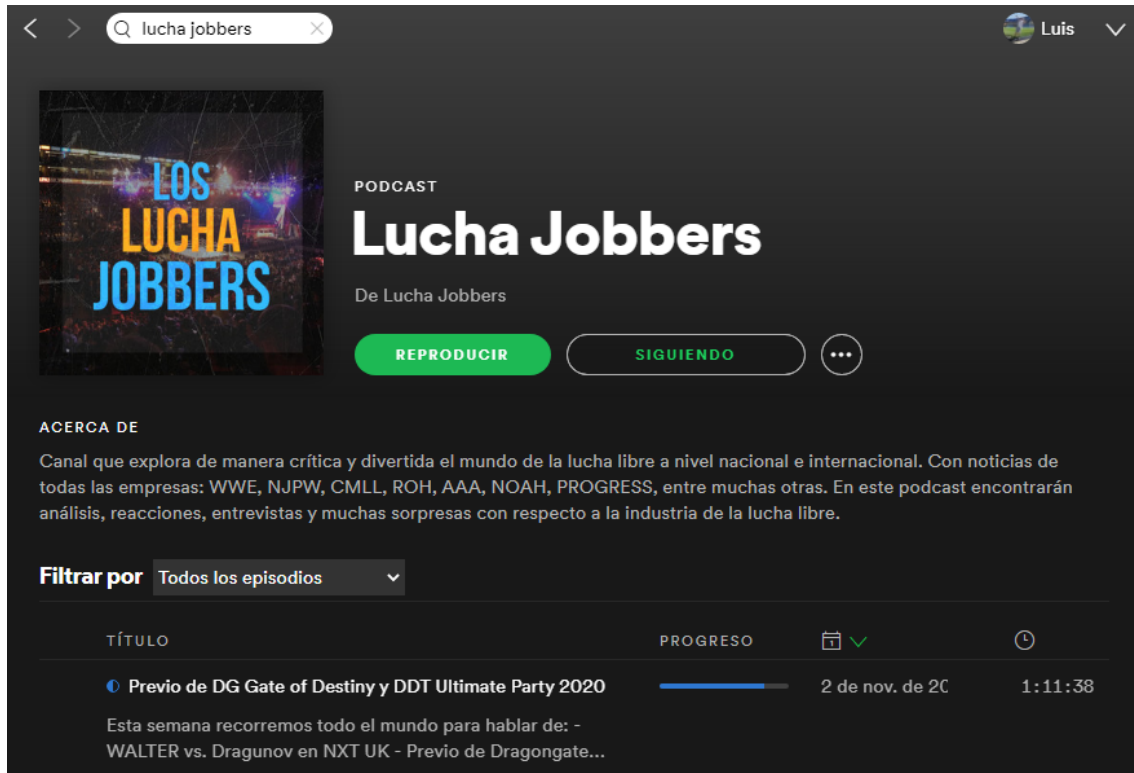 lucha jobbers
Luis
LOS
LUCHA
JOBBERS
PODCAST
Lucha Jobbers
De Lucha Jobbers
REPRODUCIR
SIGUIENDO
ACERCA DE
Canal que explora de manera crítica y divertida el mundo de la lucha libre a nivel nacional e internacional. Con noticias de
todas las empresas: WWE, NJPW, CMLL, ROH, AAA, NOAH, PROGRESS, entre muchas otras. En este podcast encontrarán
análisis, reacciones, entrevistas y muchas sorpresas con respecto a la industria de la lucha libre.
Filtrar por Todos los episodios
TÍTULO PROGRESO
Previo de DG Gate of Destiny y DDT Ultimate Party 2020 2 de nov. de 20 1:11:38
Esta semana recorremos todo el mundo para hablar de: -
WALTER vs. Dragunov en NXT UK - Previo de Dragongate...